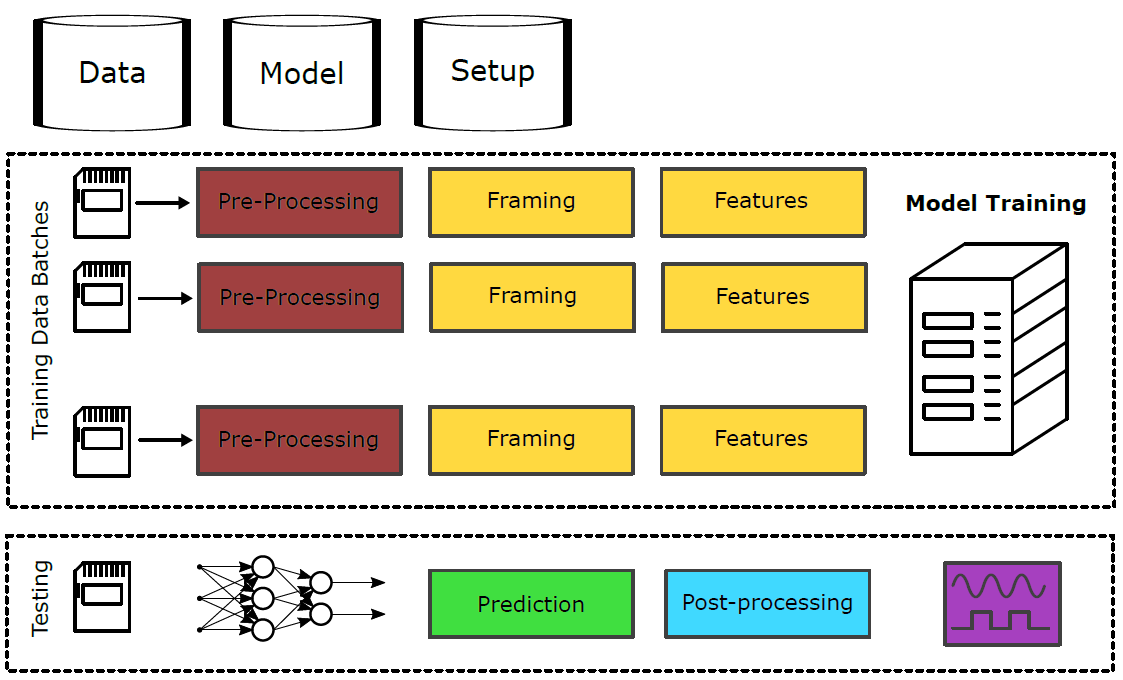 Data
Model
Setup
Training Data Batches
Pre-Processing
Framing
Features
Model Training
Pre-Processing
Framing
Features
Pre-Processing
Framing
Features
Testing
Prediction
Post-processing